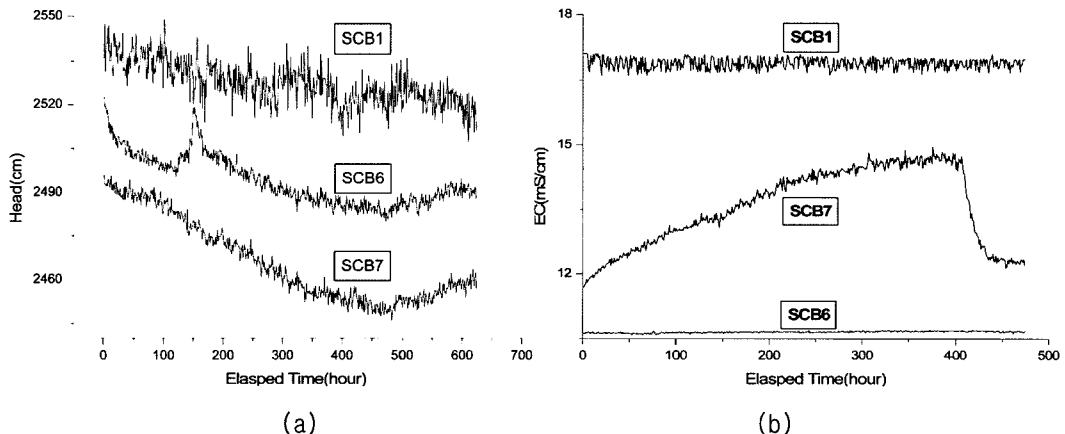 2550
2520
2490
2460
Head(cm)
SCB1
SCB6
SCB7
0 100 200 300 400 500 600 700
Elasped Time(hour)
(a)
18
15
12
EC(mS/cm)
SCB1
SCB7
SCB6
0 100 200 300 400 500
Elasped Time(hour)
(b)